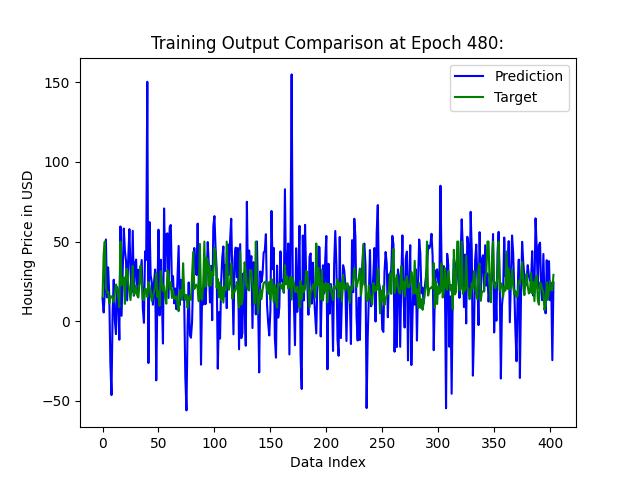 Training Output Comparison at Epoch 480:
Prediction
Target
Housing Price in USD
150
100
50
0
−50
0 50 100 150 200 250 300 350 400
Data Index